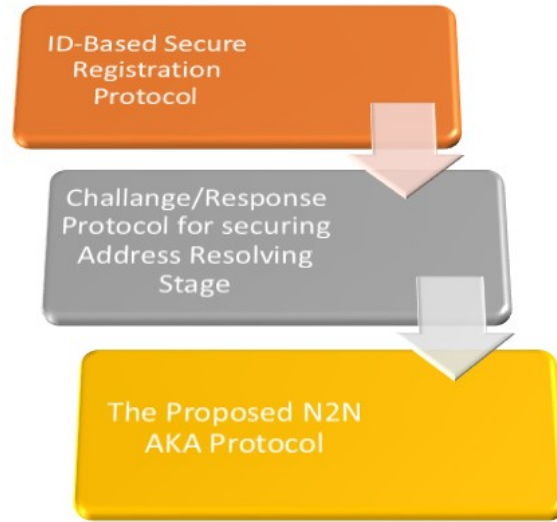 ID-Based Secure
Registration
Protocol
Challange/Response
Protocol for securing
Address Resolving
Stage
The Proposed N2N
AKA Protocol